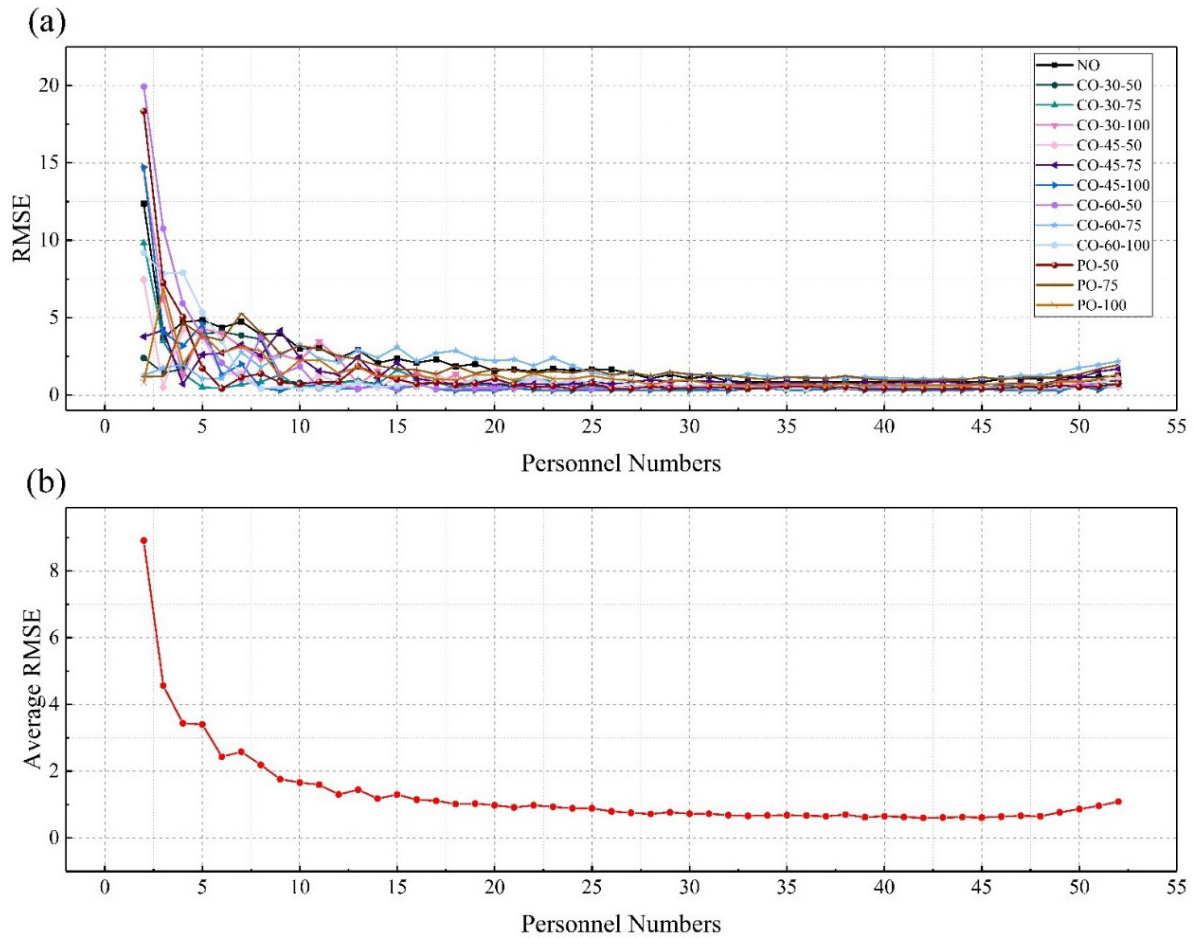 (a)
20
15
10
5
0
RMSE
NO
CO-30-50
CO-30-75
CO-30-100
CO-45-50
CO-45-75
CO-45-100
CO-60-50
CO-60-75
CO-60-100
PO-50
PO-75
PO-100
0 5 10 15 20 25 30 35 40 45 50 55
Personnel Numbers
(b)
8
6
4
2
0
Average RMSE
0 5 10 15 20 25 30 35 40 45 50 55
Personnel Numbers